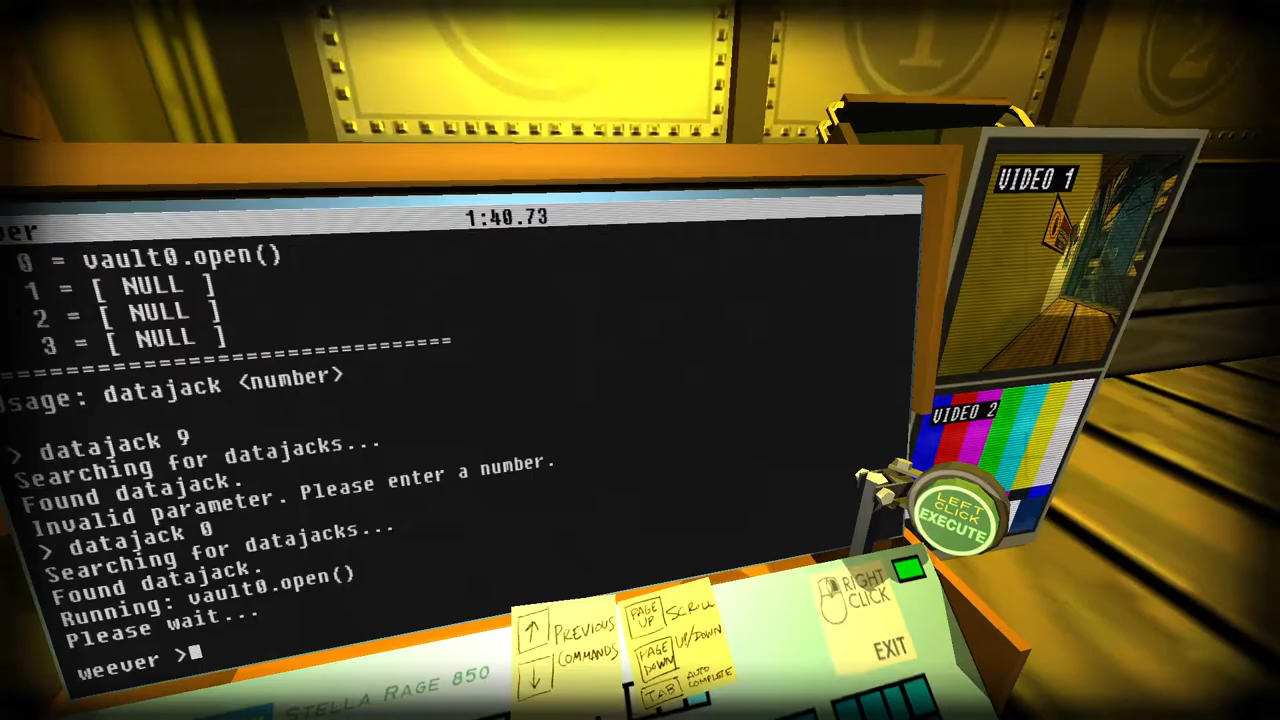 1
2
ver
1:40.73
0 = vault0.open()
1 = [ NULL ]
2 = [ NULL ]
3 = [ NULL ]
===============================
sage: datajack <number>
> datajack 9
Searching for datajacks...
Found datajack.
Invalid parameter. Please enter a number.
> datajack 0
Searching for datajacks...
Found datajack.
Running: vault0.open()
Please wait...
weever >
VIDEO 1
VIDEO 2
LEFT
CLICK
EXECUTE
↑ PREVIOUS
↓ COMMANDS
PAGE UP SCROLL
PAGE DOWN UP/DOWN
TAB AUTO COMPLETE
RIGHT
CLICK
EXIT
STELLA RAGE 850